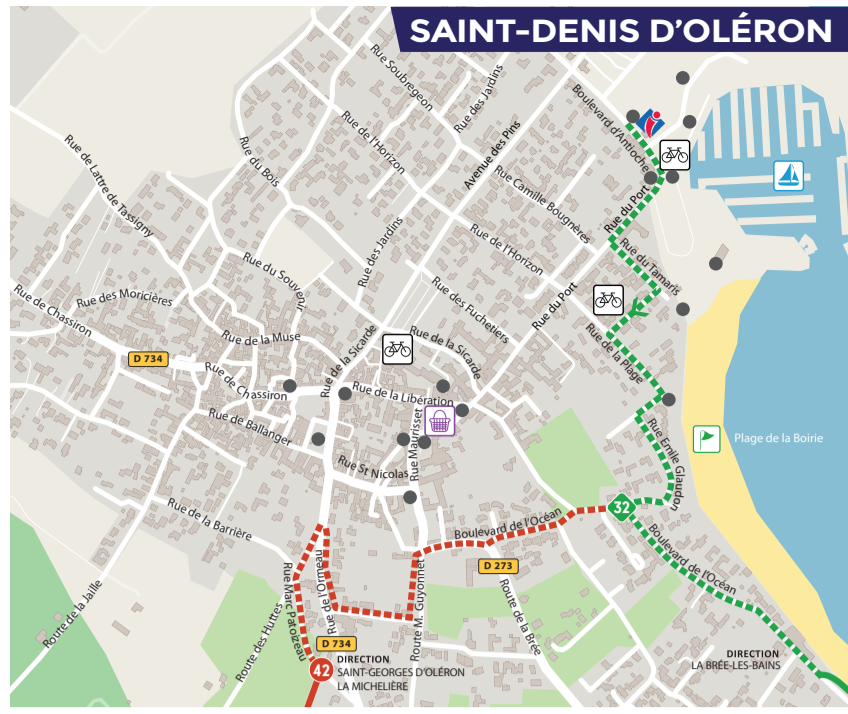 SAINT-DENIS D'OLÉRON
Rue Soubregeon
Rue des Jardins
Boulevard d'Antioche
Avenue des Pins
Rue de l'Horizon
Rue de Lattre de Tassigny
Rue du Bois
Rue Camille Bougnères
Rue du Port
Rue de l'Horizon
Rue des Jardins
Rue du Tamaris
Rue du Souvenir
Rue des Moricières
Rue des Fuchetiers
Rue du Port
Rue de Chassiron
Rue de la Muse
Rue de la Sicarde
Rue de la Sicarde
Rue de la Plage
D 734
Rue de Chassiron
Rue de la Libération
Rue de Ballanger
Rue Maurisset
Rue Emile Glaudon
Plage de la Boirie
Rue St Nicolas
32
Rue de la Barrière
Boulevard de l'Océan
Boulevard de l'Océan
D 273
Rue de l'Ormeau
Route M. Guyonnet
Rue Marc Patoizeau
Route de la Jaille
Route des Huttes
Route de la Brée
D 734
42
DIRECTION
SAINT-GEORGES D'OLÉRON
LA MICHELIÈRE
DIRECTION
LA BRÉE-LES-BAINS